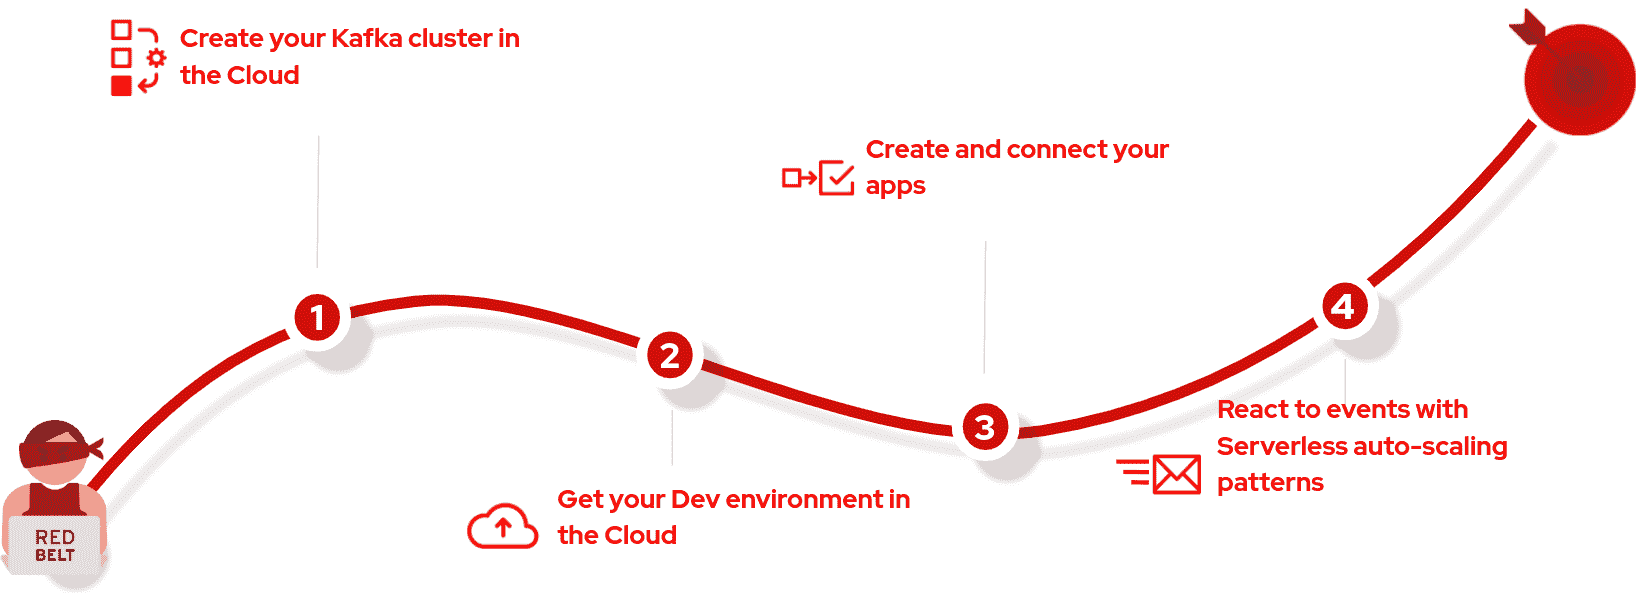 Create your Kafka cluster in
the Cloud
1
2
Get your Dev environment in
the Cloud
Create and connect your
apps
3
4
React to events with
Serverless auto-scaling
patterns
RED
BELT